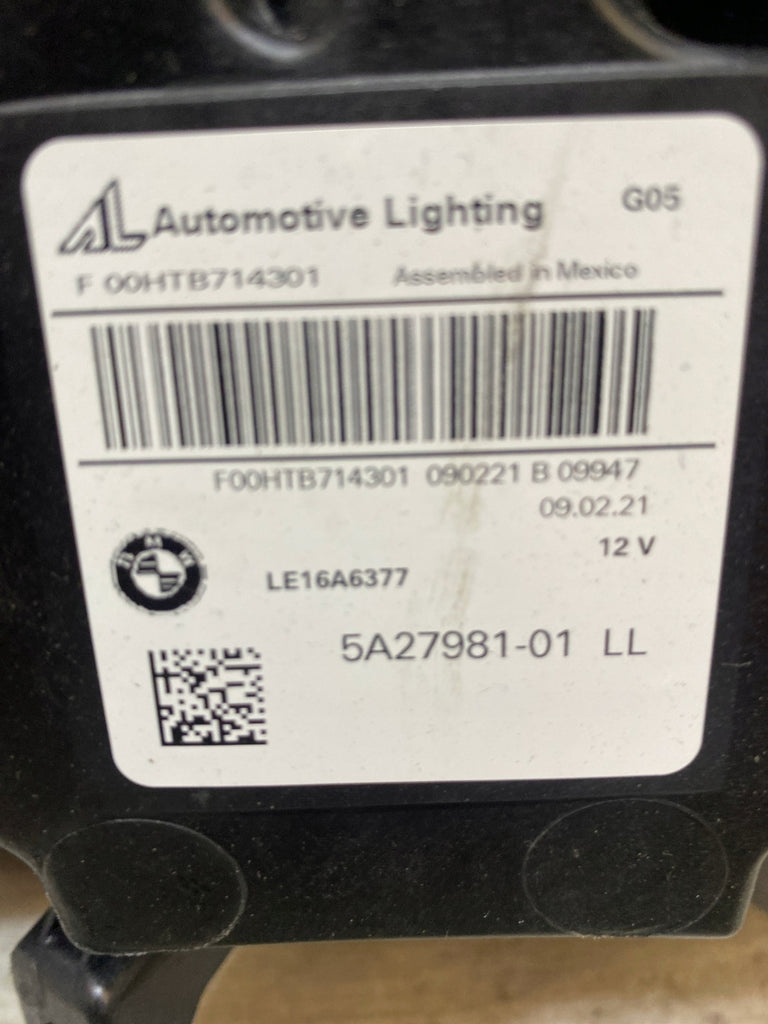 AL Automotive Lighting G05
F 00HTB714301 Assembled in Mexico
F00HTB714301 090221 B 09947
09.02.21
12 V
BMW
LE16A6377
5A27981-01 LL